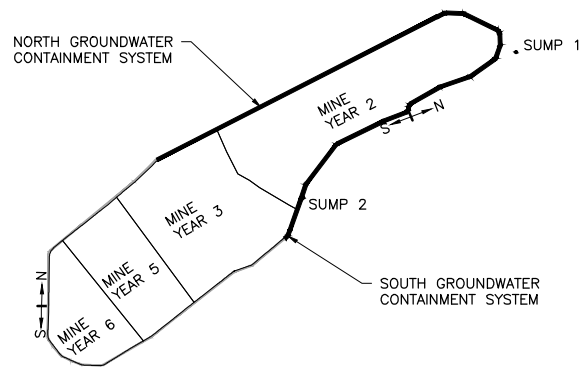 NORTH GROUNDWATER
CONTAINMENT SYSTEM
SUMP 1
MINE
YEAR 2
S
N
SUMP 2
MINE
YEAR 3
MINE
YEAR 5
N
S
MINE
YEAR 6
SOUTH GROUNDWATER
CONTAINMENT SYSTEM